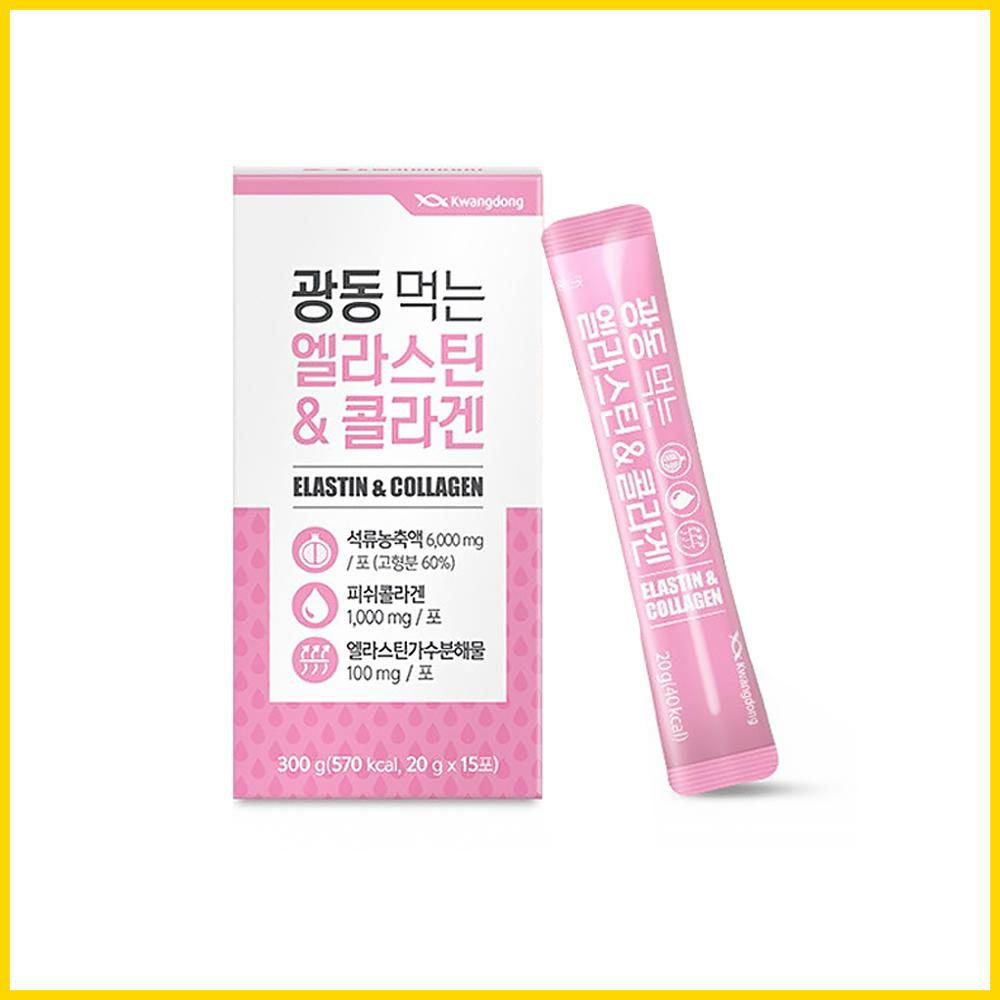 Kwangdong
광동 먹는
엘라스틴
& 콜라겐
ELASTIN & COLLAGEN
석류농축액 6,000 mg
/ 포 (고형분 60%)
피쉬콜라겐
1,000 mg / 포
엘라스틴가수분해물
100 mg / 포
300 g(570 kcal, 20 g x 15포)
광동 먹는
엘라스틴&콜라겐
ELASTIN &
COLLAGEN
Kwangdong
20g(40kcal)